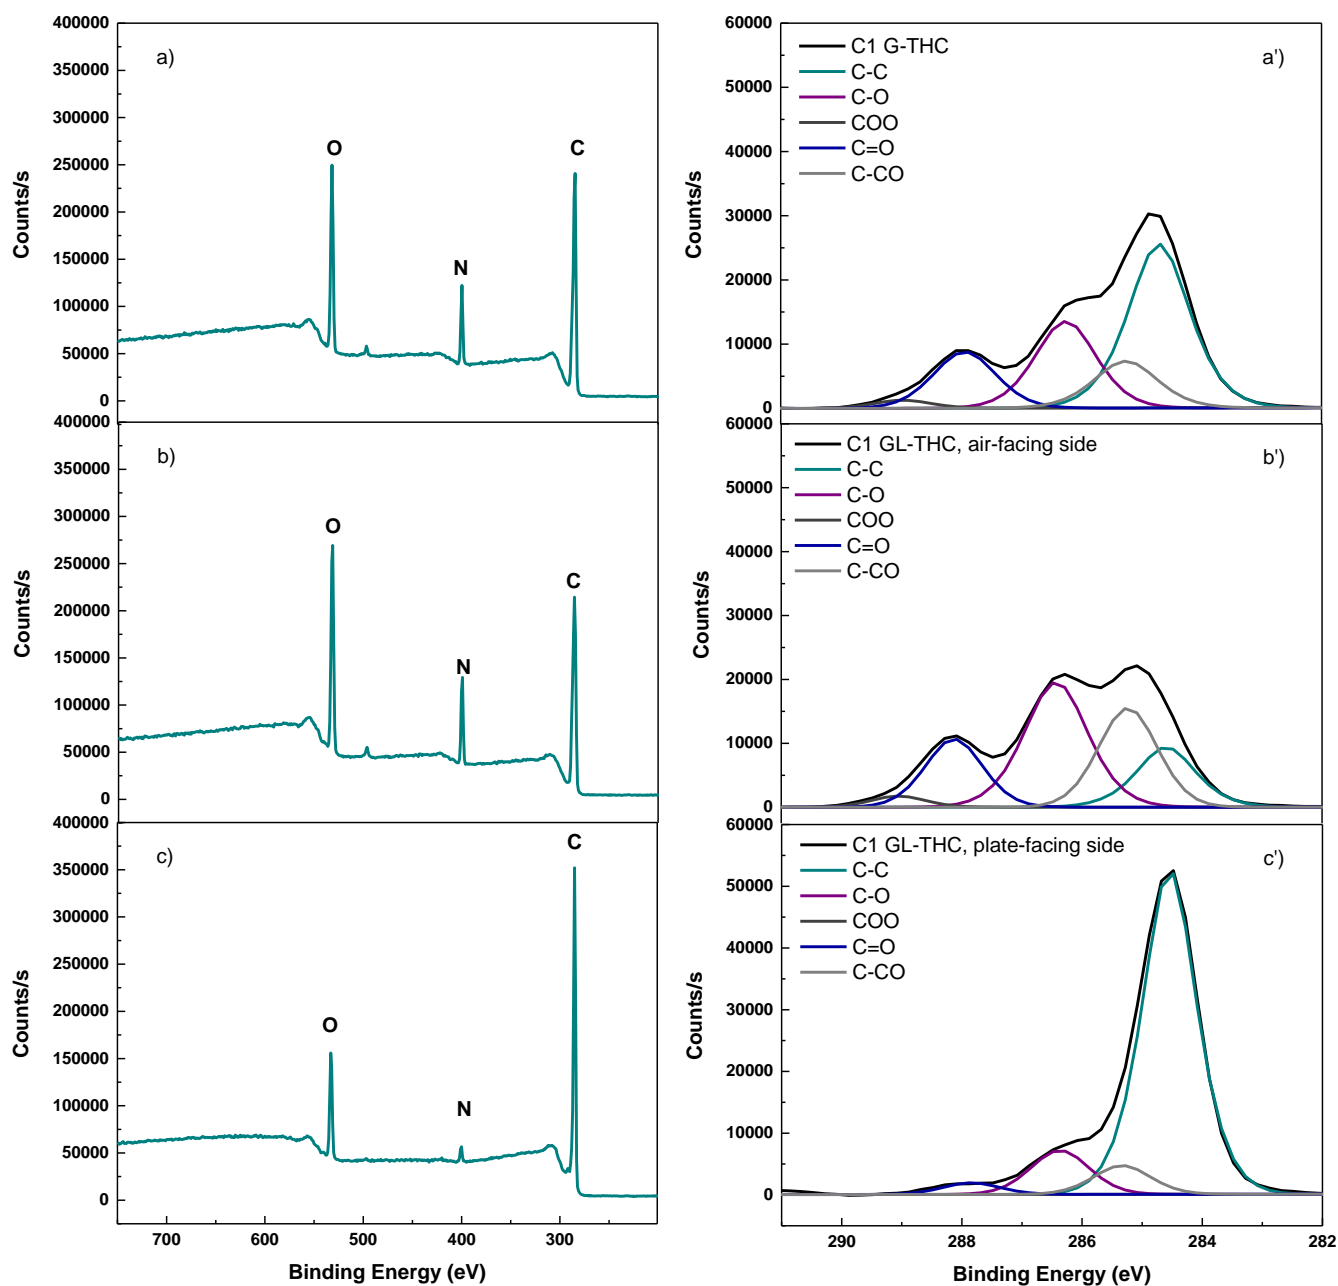 400000
350000
300000
250000
200000
150000
100000
50000
0
Counts/s
a)
O
N
C
60000
50000
40000
30000
20000
10000
0
Counts/s
C1 G-THC
C-C
C-O
COO
C=O
C-CO
a')
400000
350000
300000
250000
200000
150000
100000
50000
0
Counts/s
b)
O
N
C
60000
50000
40000
30000
20000
10000
0
Counts/s
C1 GL-THC, air-facing side
C-C
C-O
COO
C=O
C-CO
b')
400000
350000
300000
250000
200000
150000
100000
50000
0
Counts/s
c)
O
N
C
700 600 500 400 300
Binding Energy (eV)
60000
50000
40000
30000
20000
10000
0
Counts/s
C1 GL-THC, plate-facing side
C-C
C-O
COO
C=O
C-CO
c')
290 288 286 284 282
Binding Energy (eV)